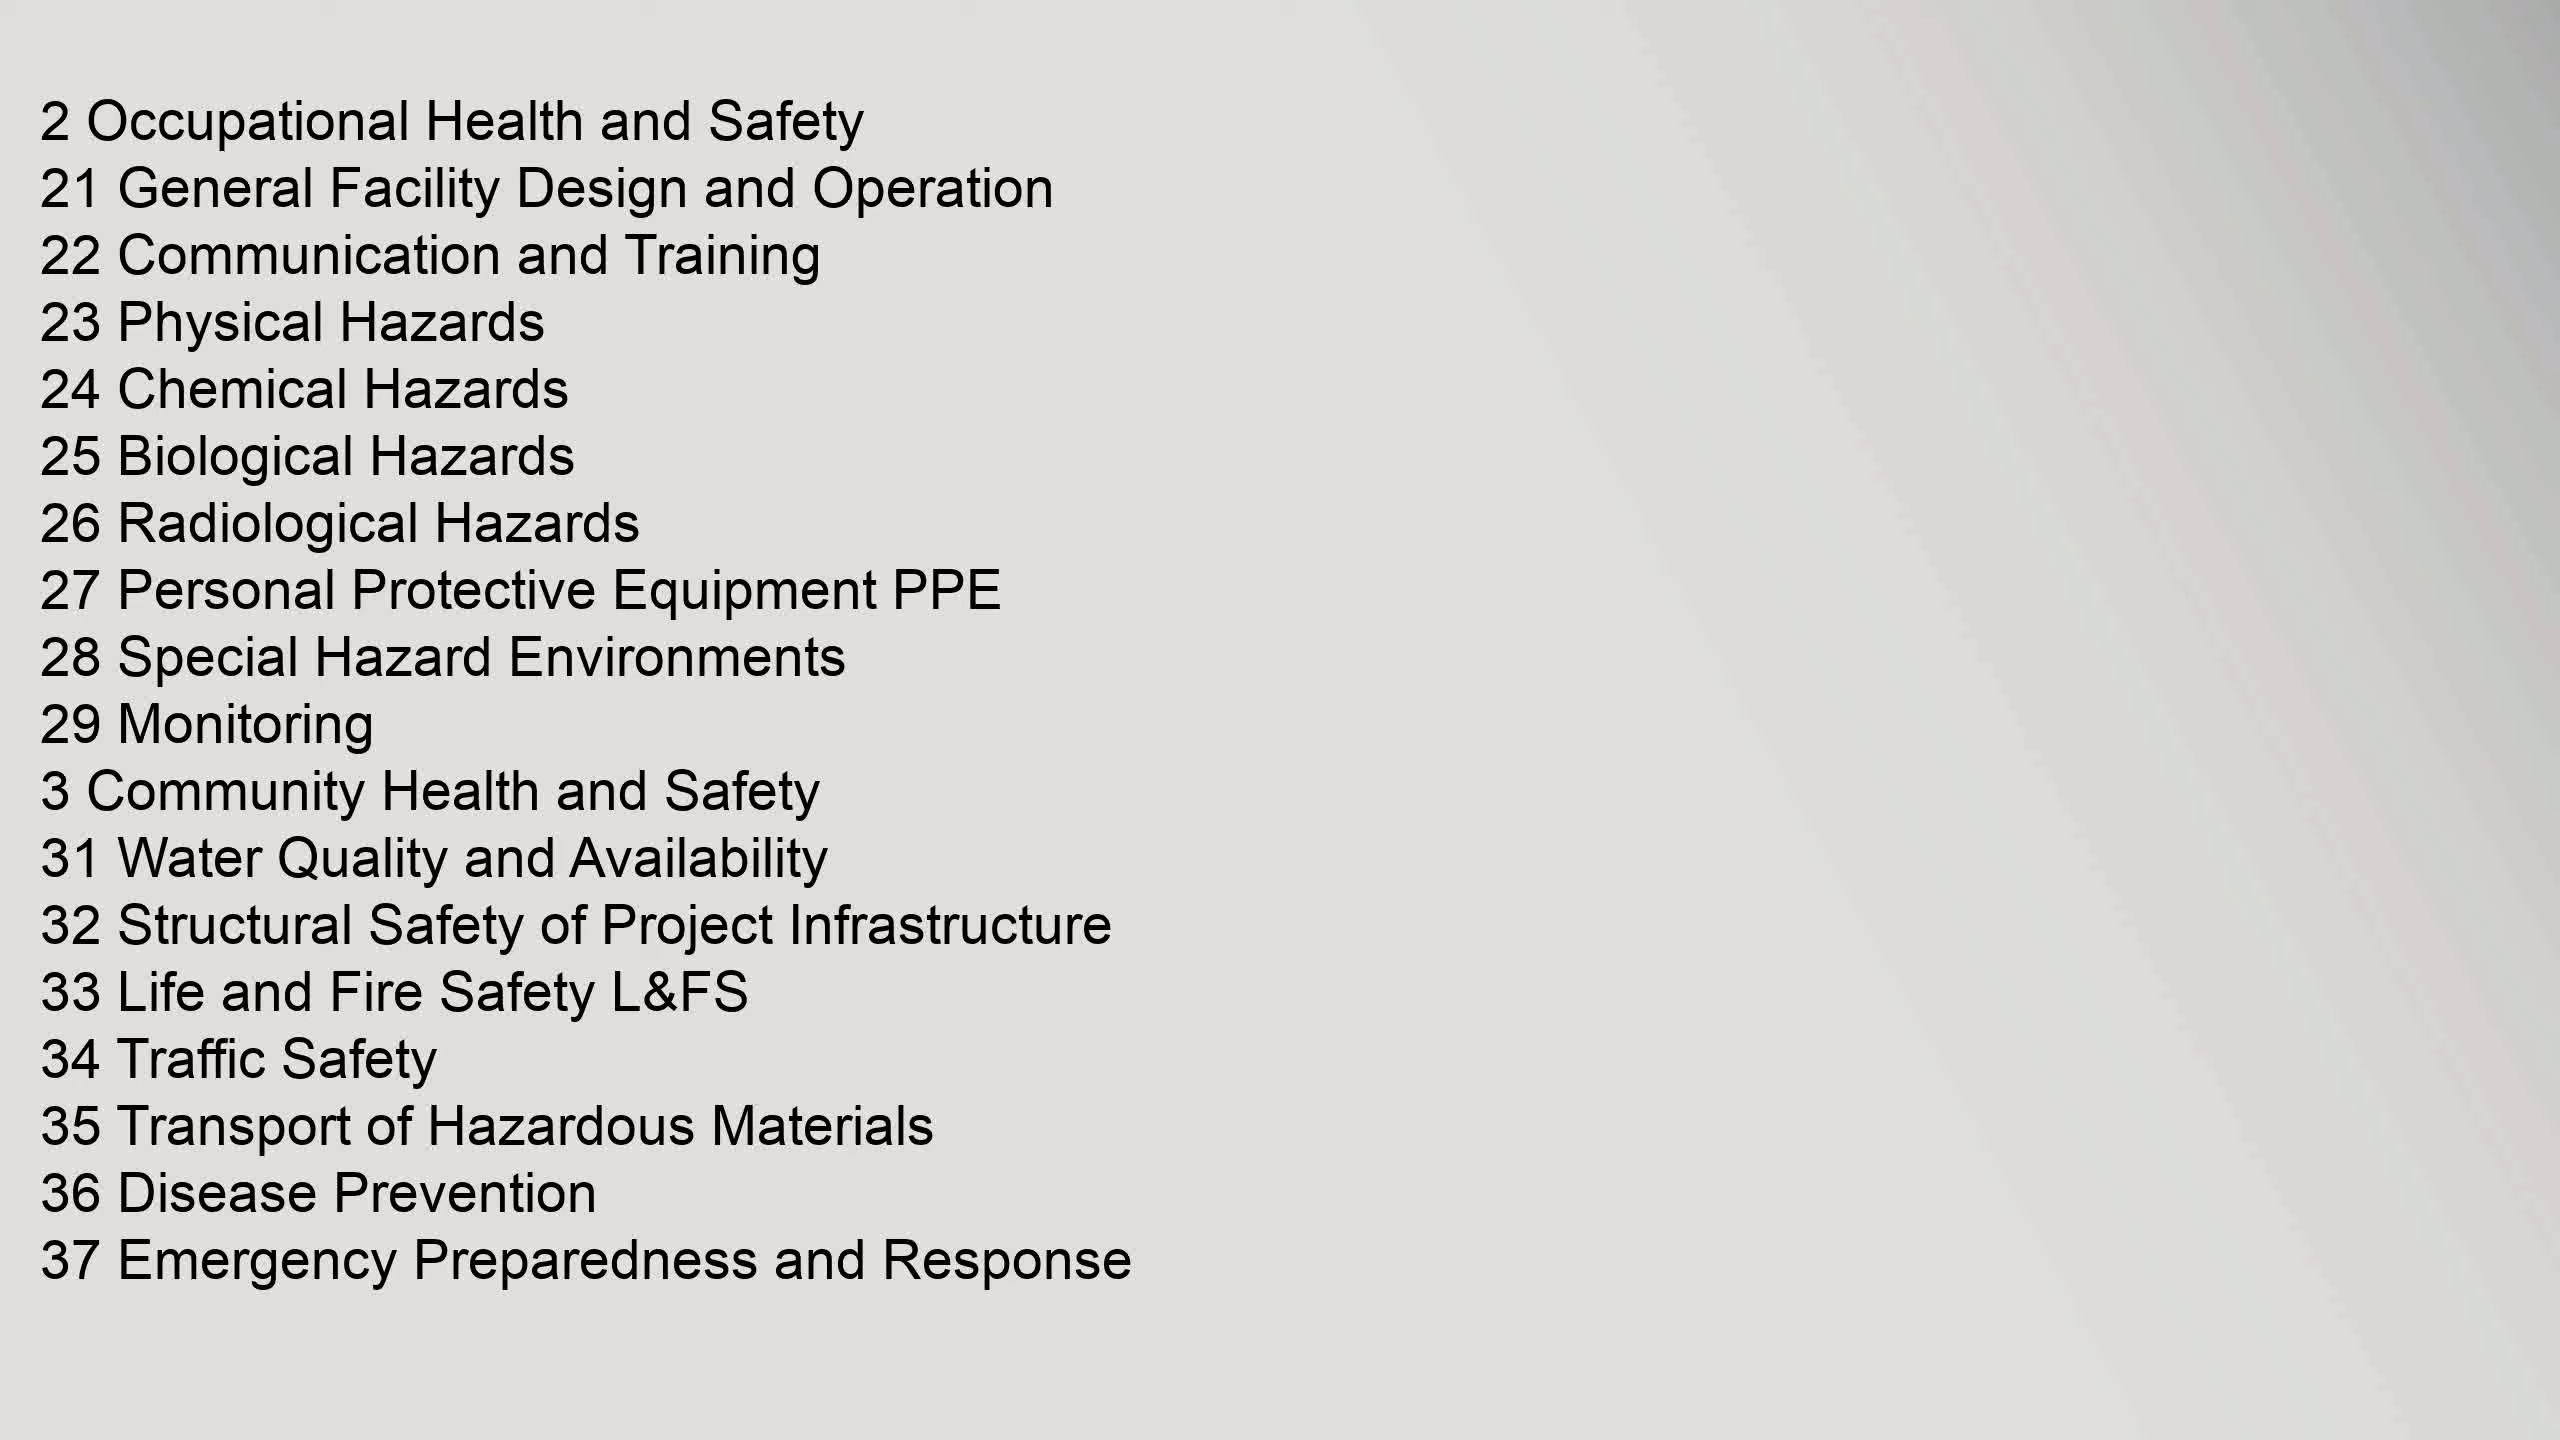 2 Occupational Health and Safety
21 General Facility Design and Operation
22 Communication and Training
23 Physical Hazards
24 Chemical Hazards
25 Biological Hazards
26 Radiological Hazards
27 Personal Protective Equipment PPE
28 Special Hazard Environments
29 Monitoring
3 Community Health and Safety
31 Water Quality and Availability
32 Structural Safety of Project Infrastructure
33 Life and Fire Safety L&FS
34 Traffic Safety
35 Transport of Hazardous Materials
36 Disease Prevention
37 Emergency Preparedness and Response